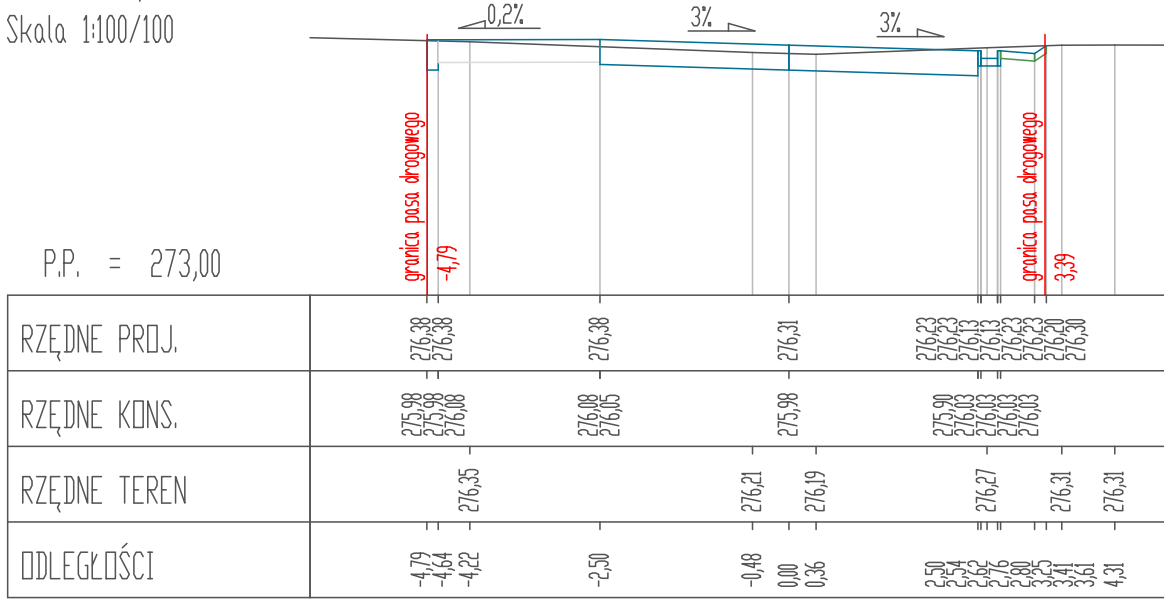 0,2% 3% 3%
Skala 1:100/100
granica pasa drogowego
-4,79
granica pasa drogowego
3,39
P.P. = 273,00
RZĘDNE PROJ. 276,38 276,38 276,38 276,31 276,23 276,23 276,13 276,13 276,23 276,23 276,20 276,30
RZĘDNE KONS. 275,98 275,98 276,08 276,08 276,05 275,98 275,90 276,03 276,03 276,03 276,03
RZĘDNE TEREN 276,35 276,21 276,19 276,27 276,31 276,31
ODLEGŁOŚCI -4,79 -4,64 -4,22 -2,50 -0,48 0,00 0,36 2,50 2,54 2,62 2,76 2,80 3,25 3,41 3,61 4,31